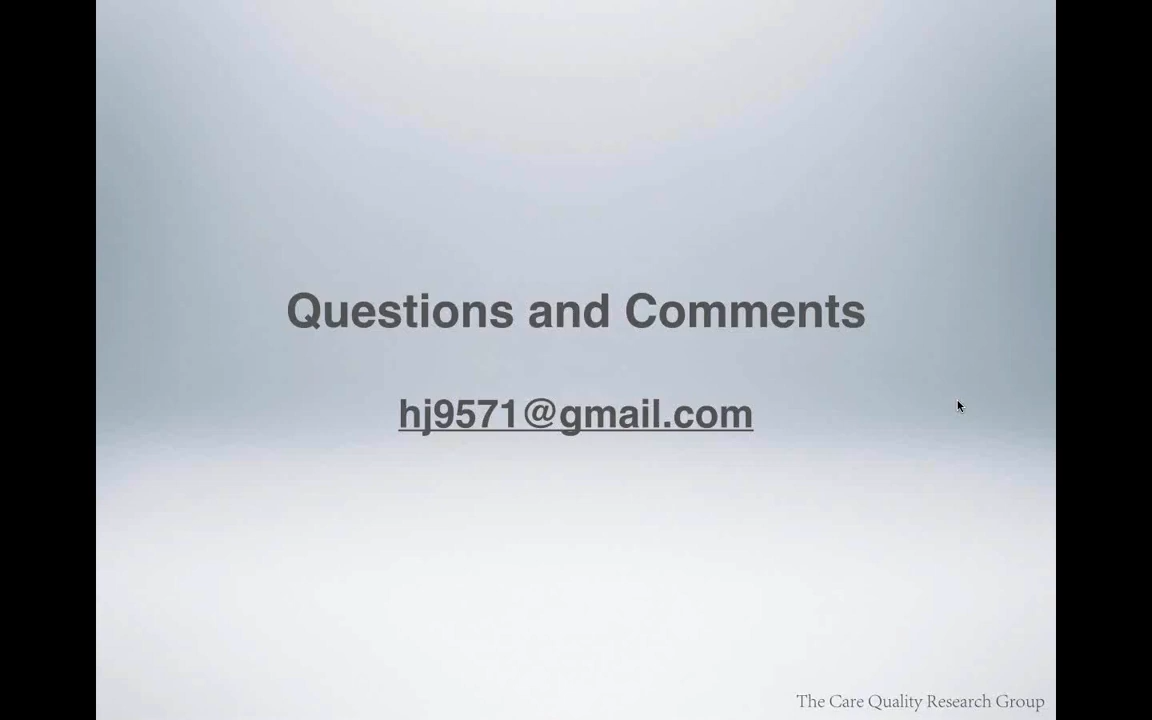 Questions and Comments
hj9571@gmail.com
The Care Quality Research Group